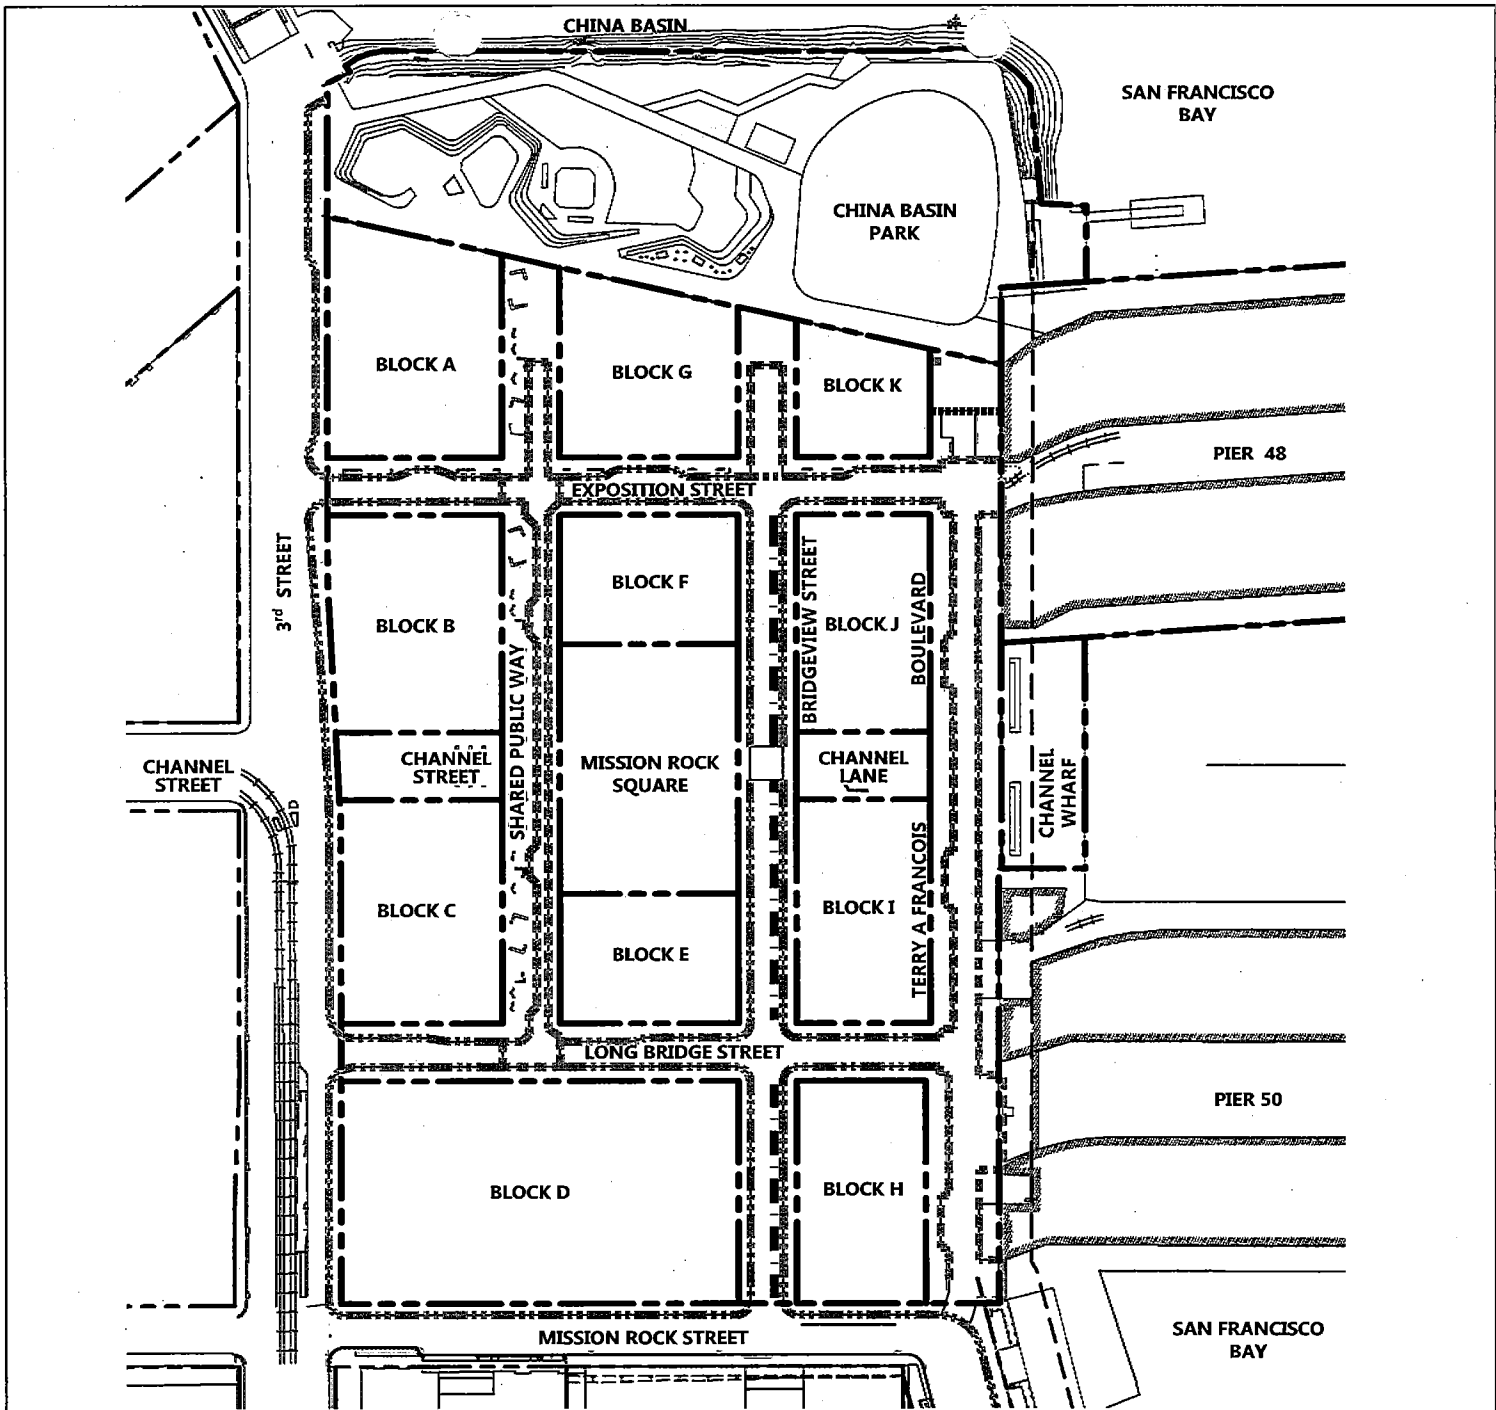 CHINA BASIN
SAN FRANCISCO
BAY
CHINA BASIN
PARK
BLOCK A
BLOCK G
BLOCK K
PIER 48
EXPOSITION STREET
3rd STREET
BLOCK B
SHARED PUBLIC WAY
BLOCK F
BRIDGEVIEW STREET
BLOCK J
TERRY A FRANCOIS BOULEVARD
CHANNEL
STREET
CHANNEL
STREET
MISSION ROCK
SQUARE
CHANNEL
LANE
CHANNEL
WHARF
BLOCK C
BLOCK E
BLOCK I
LONG BRIDGE STREET
PIER 50
BLOCK D
BLOCK H
MISSION ROCK STREET
SAN FRANCISCO
BAY